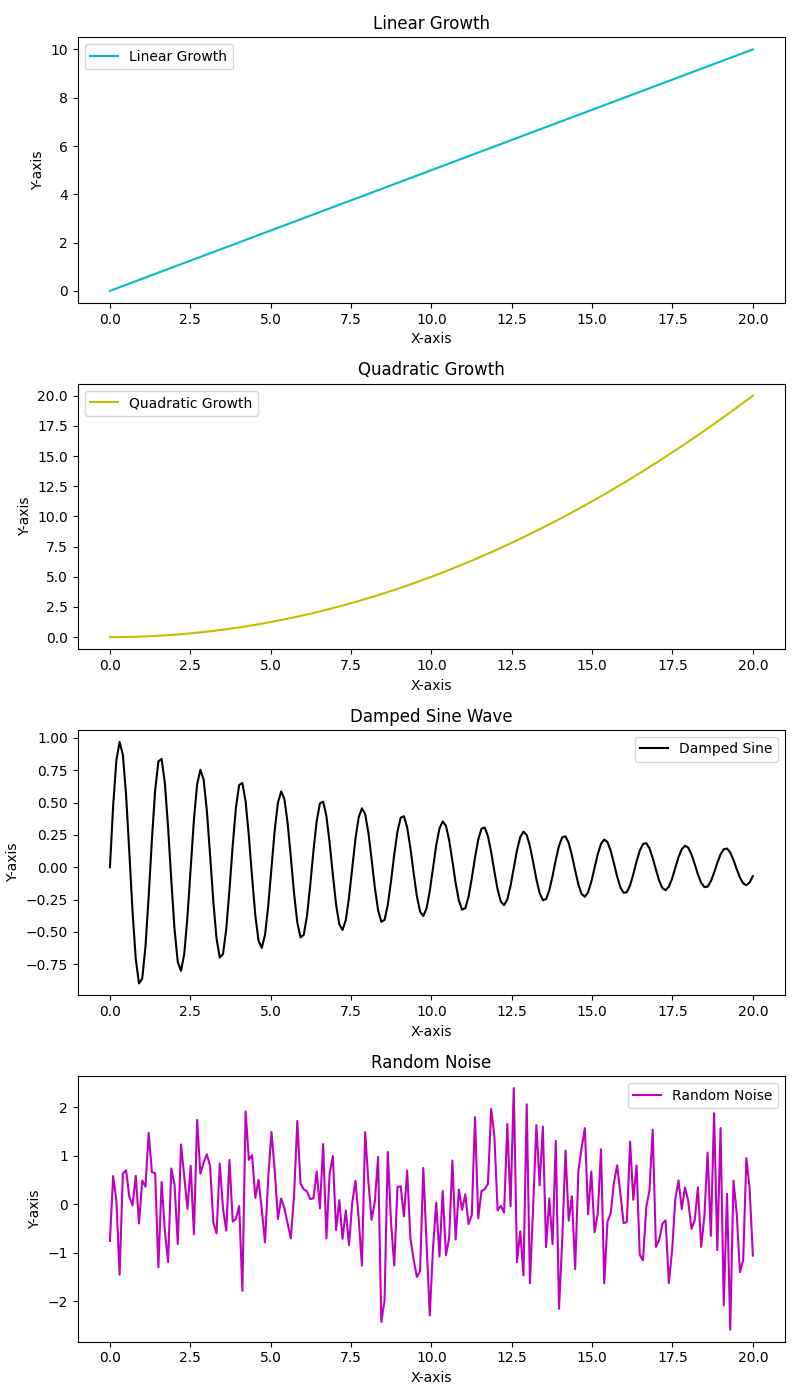 Linear Growth
Linear Growth
10
8
6
4
2
0
Y-axis
0.0 2.5 5.0 7.5 10.0 12.5 15.0 17.5 20.0
X-axis
Quadratic Growth
Quadratic Growth
20.0
17.5
15.0
12.5
10.0
7.5
5.0
2.5
0.0
Y-axis
0.0 2.5 5.0 7.5 10.0 12.5 15.0 17.5 20.0
X-axis
Damped Sine Wave
Damped Sine
1.00
0.75
0.50
0.25
0.00
−0.25
−0.50
−0.75
Y-axis
0.0 2.5 5.0 7.5 10.0 12.5 15.0 17.5 20.0
X-axis
Random Noise
Random Noise
2
1
0
−1
−2
Y-axis
0.0 2.5 5.0 7.5 10.0 12.5 15.0 17.5 20.0
X-axis